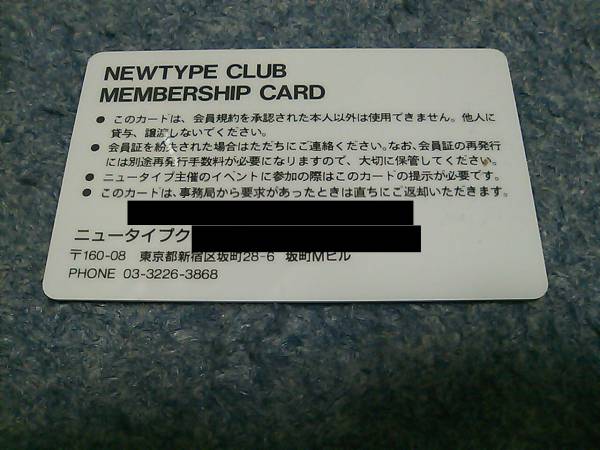 NEWTYPE CLUB
MEMBERSHIP CARD
● このカードは、会員規約を承認された本人以外は使用できません。他人に
貸与、譲渡しないでください。
● 会員証を紛失された場合はただちにご連絡ください。なお、会員証の再発行
には別途再発行手数料が必要になりますので、大切に保管してください。
● ニュータイプ主催のイベントに参加の際はこのカードの提示が必要です。
● このカードは、事務局から要求があったときは直ちにご返却いただきます。
ニュータイプク
〒160-08 東京都新宿区坂町28-6 坂町Mビル
PHONE 03-3226-3868